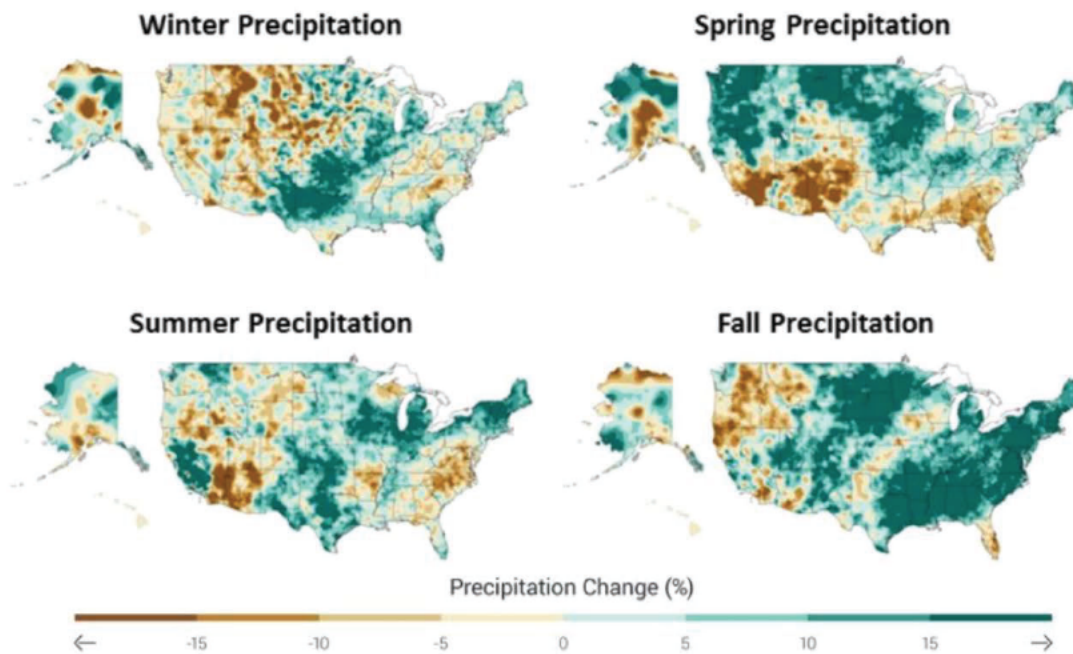 Winter Precipitation
Spring Precipitation
Summer Precipitation
Fall Precipitation
Precipitation Change (%)
-15 -10 -5 0 5 10 15